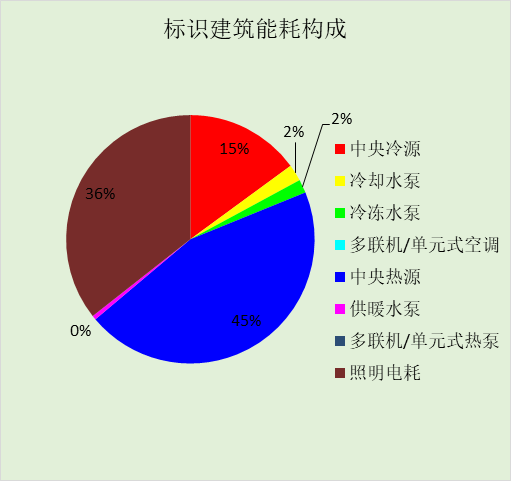 标识建筑能耗构成
2%
2%
15%
36%
45%
0%
中央冷源
冷却水泵
冷冻水泵
多联机/单元式空调
中央热源
供暖水泵
多联机/单元式热泵
照明电耗